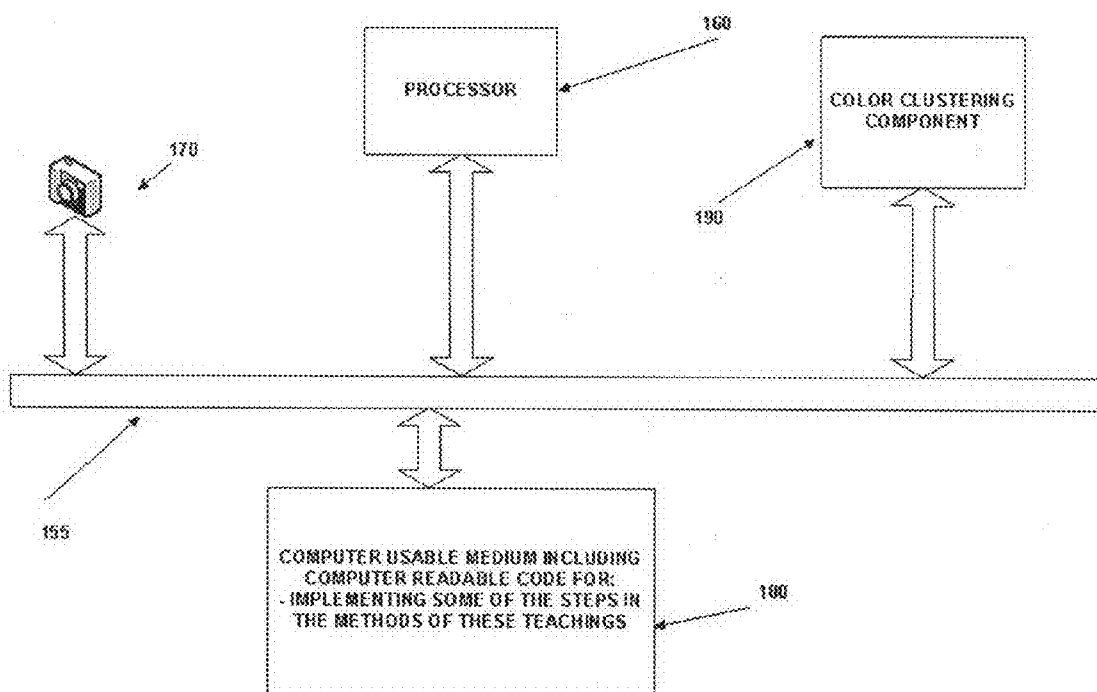 160
PROCESSOR
COLOR CLUSTERING
COMPONENT
170
190
155
COMPUTER USABLE MEDIUM INCLUDING
COMPUTER READABLE CODE FOR:
- IMPLEMENTING SOME OF THE STEPS IN
THE METHODS OF THESE TEACHINGS
180